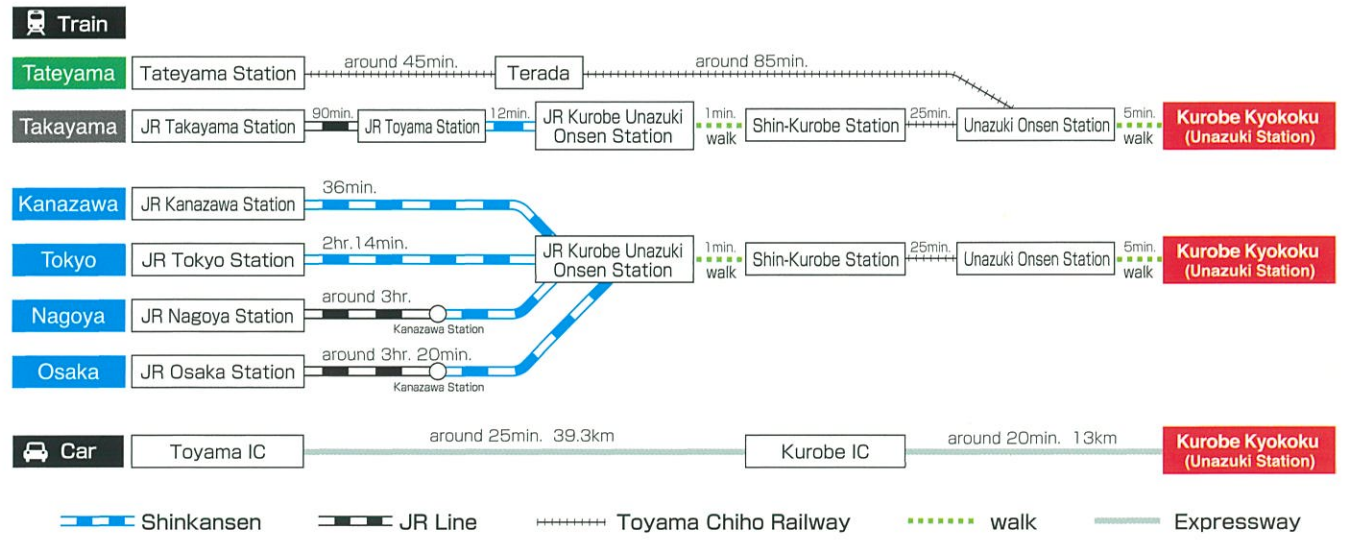 Train
Tateyama Tateyama Station around 45min. Terada around 85min.
Takayama JR Takayama Station 90min. JR Toyama Station 12min. JR Kurobe Unazuki
Onsen Station 1min.
walk Shin-Kurobe Station 25min. Unazuki Onsen Station 5min.
walk Kurobe Kyokoku
(Unazuki Station)
Kanazawa JR Kanazawa Station 36min.
Tokyo JR Tokyo Station 2hr.14min. JR Kurobe Unazuki
Onsen Station 1min.
walk Shin-Kurobe Station 25min. Unazuki Onsen Station 5min.
walk Kurobe Kyokoku
(Unazuki Station)
Nagoya JR Nagoya Station around 3hr.
Kanazawa Station
Osaka JR Osaka Station around 3hr. 20min.
Kanazawa Station
Car Toyama IC around 25min. 39.3km Kurobe IC around 20min. 13km Kurobe Kyokoku
(Unazuki Station)
Shinkansen JR Line Toyama Chiho Railway walk Expressway